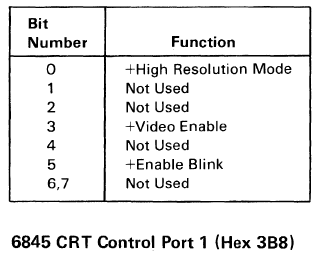 Bit
Number Function
0 +High Resolution Mode
1 Not Used
2 Not Used
3 +Video Enable
4 Not Used
5 +Enable Blink
6,7 Not Used
6845 CRT Control Port 1 (Hex 3B8)